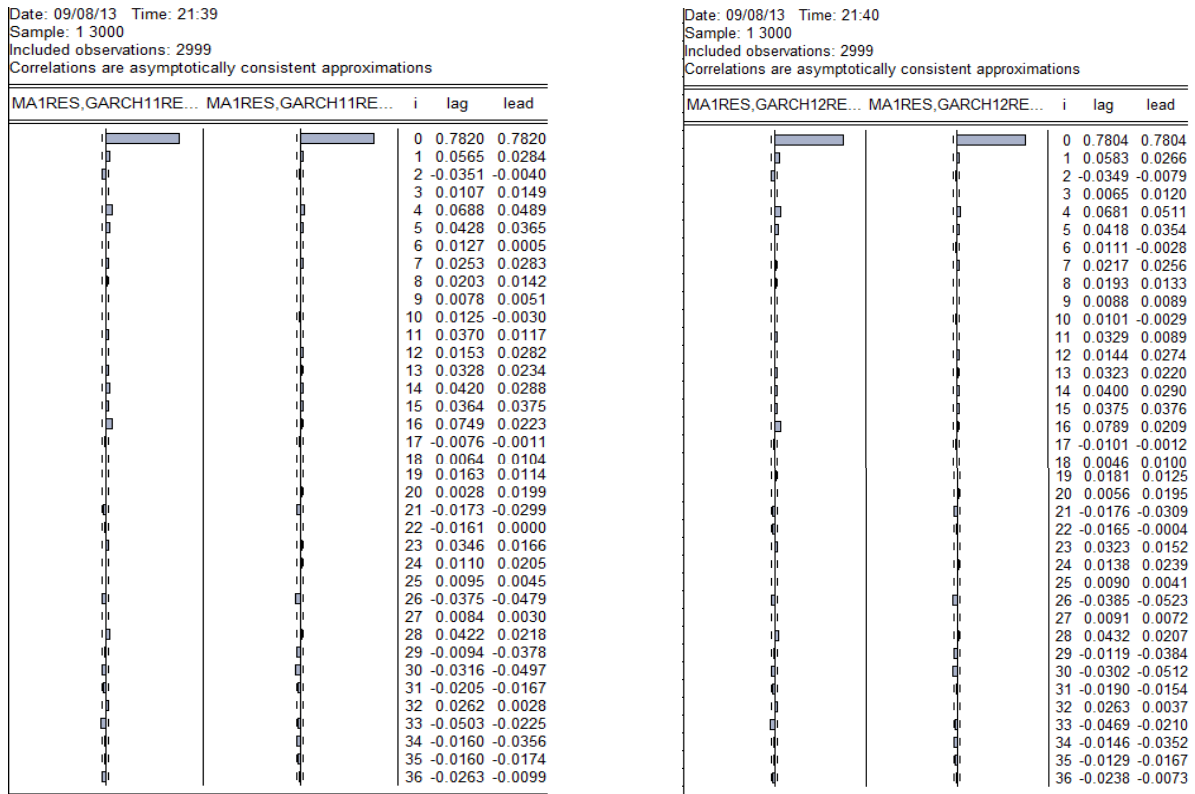 Date: 09/08/13 Time: 21:39
Sample: 1 3000
Included observations: 2999
Correlations are asymptotically consistent approximations
MA1RES,GARCH11RE... MA1RES,GARCH11RE... i lag lead
0 0.7820 0.7820
1 0.0565 0.0284
2 -0.0351 -0.0040
3 0.0107 0.0149
4 0.0688 0.0489
5 0.0428 0.0365
6 0.0127 0.0005
7 0.0253 0.0283
8 0.0203 0.0142
9 0.0078 0.0051
10 0.0125 -0.0030
11 0.0370 0.0117
12 0.0153 0.0282
13 0.0328 0.0234
14 0.0420 0.0288
15 0.0364 0.0375
16 0.0749 0.0223
17 -0.0076 -0.0011
18 0.0064 0.0104
19 0.0163 0.0114
20 0.0028 0.0199
21 -0.0173 -0.0299
22 -0.0161 0.0000
23 0.0346 0.0166
24 0.0110 0.0205
25 0.0095 0.0045
26 -0.0375 -0.0479
27 0.0084 0.0030
28 0.0422 0.0218
29 -0.0094 -0.0378
30 -0.0316 -0.0497
31 -0.0205 -0.0167
32 0.0262 0.0028
33 -0.0503 -0.0225
34 -0.0160 -0.0356
35 -0.0160 -0.0174
36 -0.0263 -0.0099
Date: 09/08/13 Time: 21:40
Sample: 1 3000
Included observations: 2999
Correlations are asymptotically consistent approximations
MA1RES,GARCH12RE... MA1RES,GARCH12RE... i lag lead
0 0.7804 0.7804
1 0.0583 0.0266
2 -0.0349 -0.0079
3 0.0065 0.0120
4 0.0681 0.0511
5 0.0418 0.0354
6 0.0111 -0.0028
7 0.0217 0.0256
8 0.0193 0.0133
9 0.0088 0.0089
10 0.0101 -0.0029
11 0.0329 0.0089
12 0.0144 0.0274
13 0.0323 0.0220
14 0.0400 0.0290
15 0.0375 0.0376
16 0.0789 0.0209
17 -0.0101 -0.0012
18 0.0046 0.0100
19 0.0181 0.0125
20 0.0056 0.0195
21 -0.0176 -0.0309
22 -0.0165 -0.0004
23 0.0323 0.0152
24 0.0138 0.0239
25 0.0090 0.0041
26 -0.0385 -0.0523
27 0.0091 0.0072
28 0.0432 0.0207
29 -0.0119 -0.0384
30 -0.0302 -0.0512
31 -0.0190 -0.0154
32 0.0263 0.0037
33 -0.0469 -0.0210
34 -0.0146 -0.0352
35 -0.0129 -0.0167
36 -0.0238 -0.0073